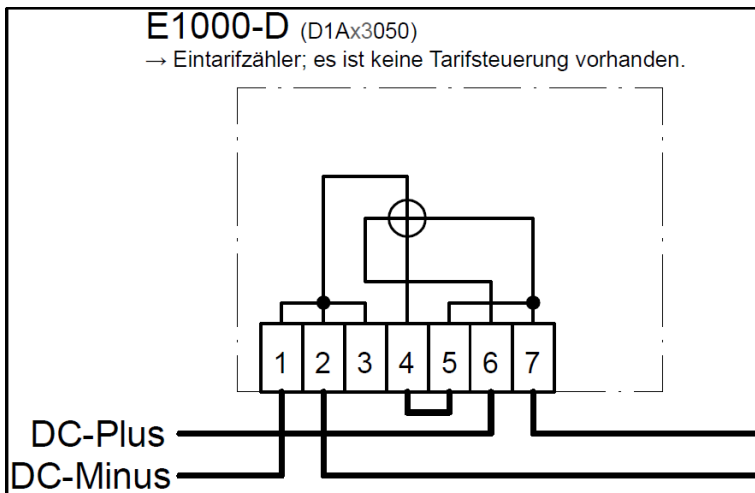 E1000-D (D1Ax3050)
→ Eintarifzähler; es ist keine Tarifsteuerung vorhanden.
1 2 3 4 5 6 7
DC-Plus
DC-Minus